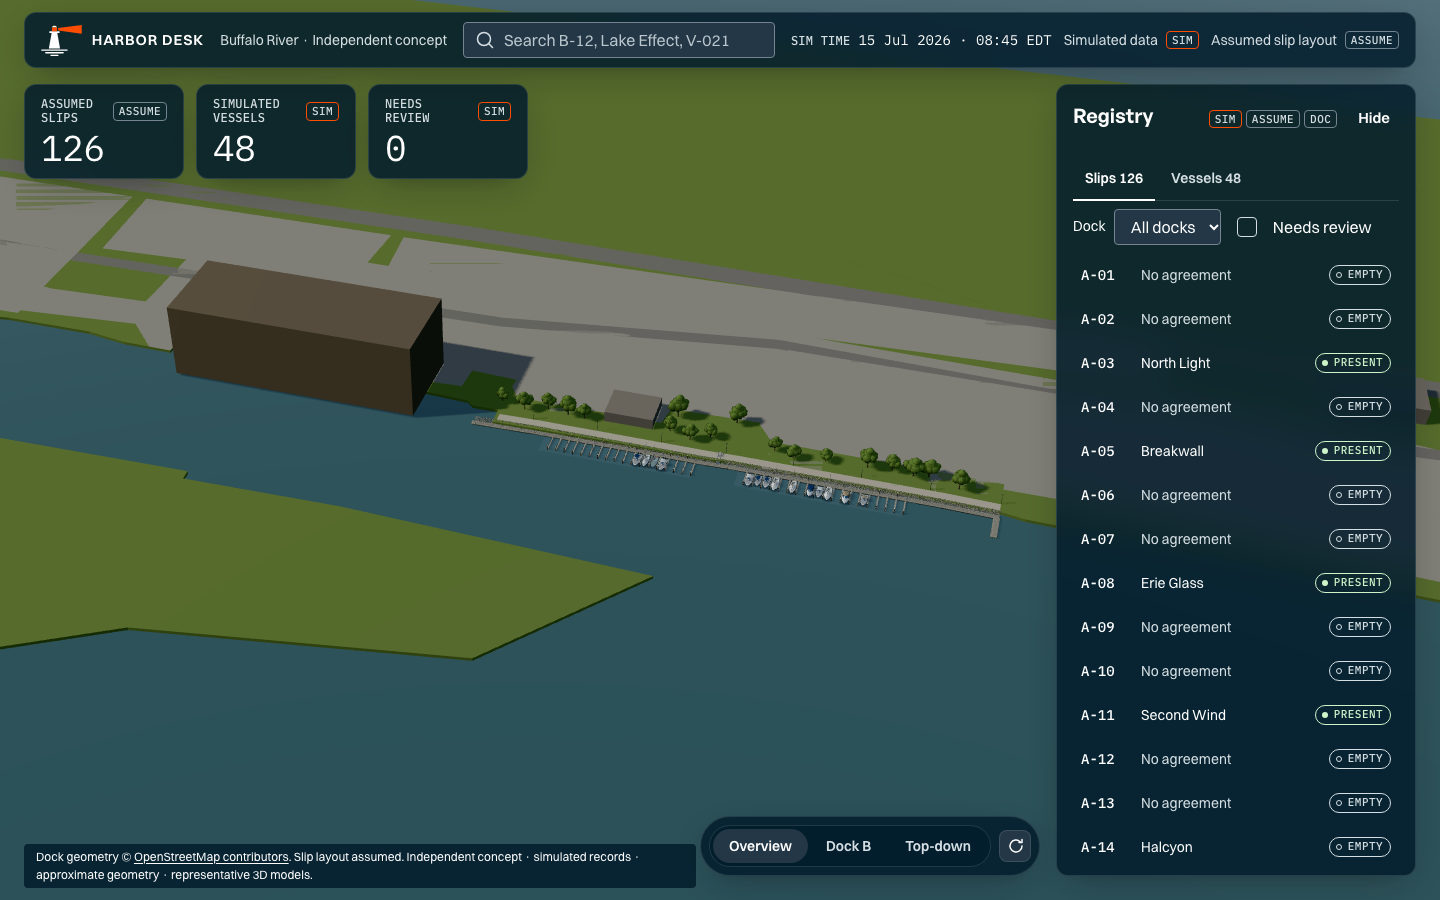 HARBOR DESK
Buffalo River · Independent concept
Search B-12, Lake Effect, V-021
SIM TIME 15 Jul 2026 · 08:45 EDT
Simulated data SIM
Assumed slip layout ASSUME
ASSUMED SLIPS ASSUME
126
SIMULATED VESSELS SIM
48
NEEDS REVIEW SIM
0
Registry SIM ASSUME DOC Hide
Slips 126 Vessels 48
Dock All docks Needs review
A-01 No agreement EMPTY
A-02 No agreement EMPTY
A-03 North Light PRESENT
A-04 No agreement EMPTY
A-05 Breakwall PRESENT
A-06 No agreement EMPTY
A-07 No agreement EMPTY
A-08 Erie Glass PRESENT
A-09 No agreement EMPTY
A-10 No agreement EMPTY
A-11 Second Wind PRESENT
A-12 No agreement EMPTY
A-13 No agreement EMPTY
A-14 Halcyon EMPTY
Overview Dock B Top-down
Dock geometry © OpenStreetMap contributors. Slip layout assumed. Independent concept · simulated records ·
approximate geometry · representative 3D models.